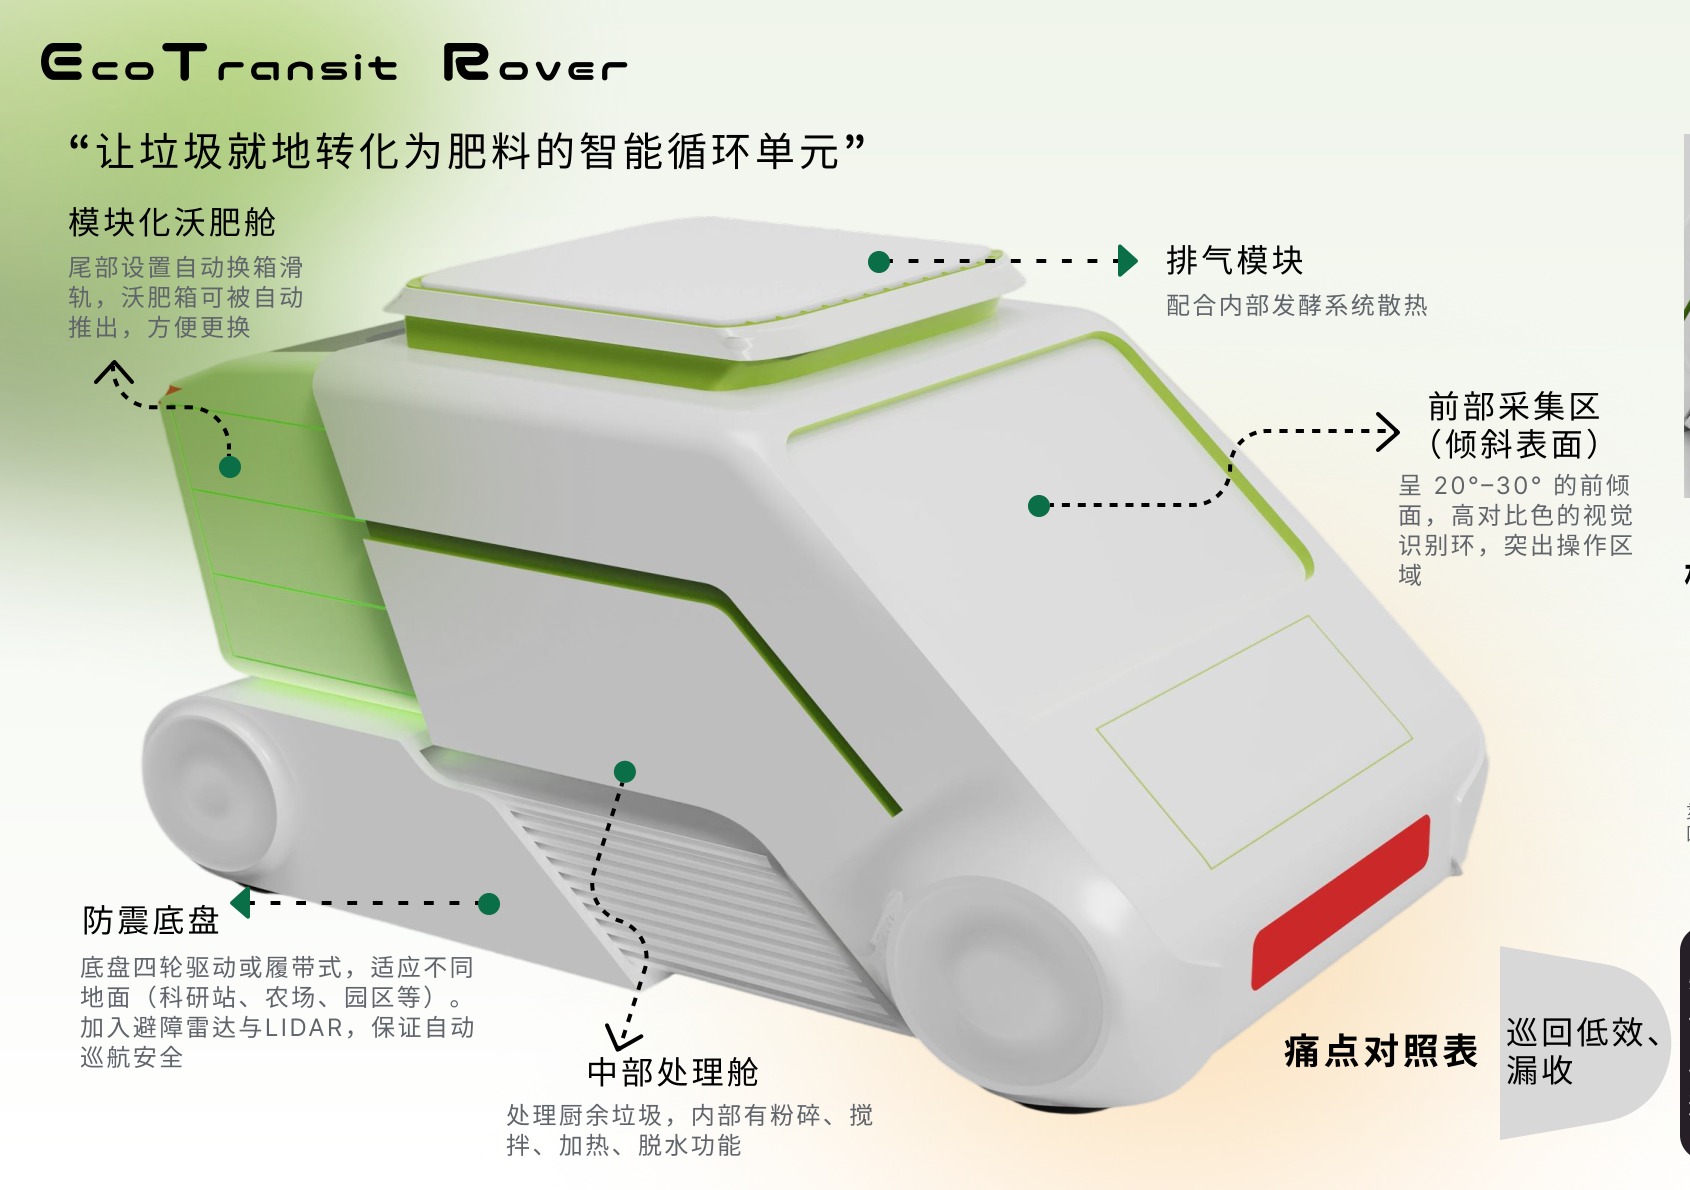 EcoTransit Rover
“让垃圾就地转化为肥料的智能循环单元”
模块化沃肥舱
尾部设置自动换箱滑
轨，沃肥箱可被自动
推出，方便更换
排气模块
配合内部发酵系统散热
前部采集区
（倾斜表面）
呈 20°–30° 的前倾
面，高对比色的视觉
识别环，突出操作区
域
防震底盘
底盘四轮驱动或履带式，适应不同
地面（科研站、农场、园区等）。
加入避障雷达与LIDAR，保证自动
巡航安全
中部处理舱
处理厨余垃圾，内部有粉碎、搅
拌、加热、脱水功能
痛点对照表
巡回低效、
漏收